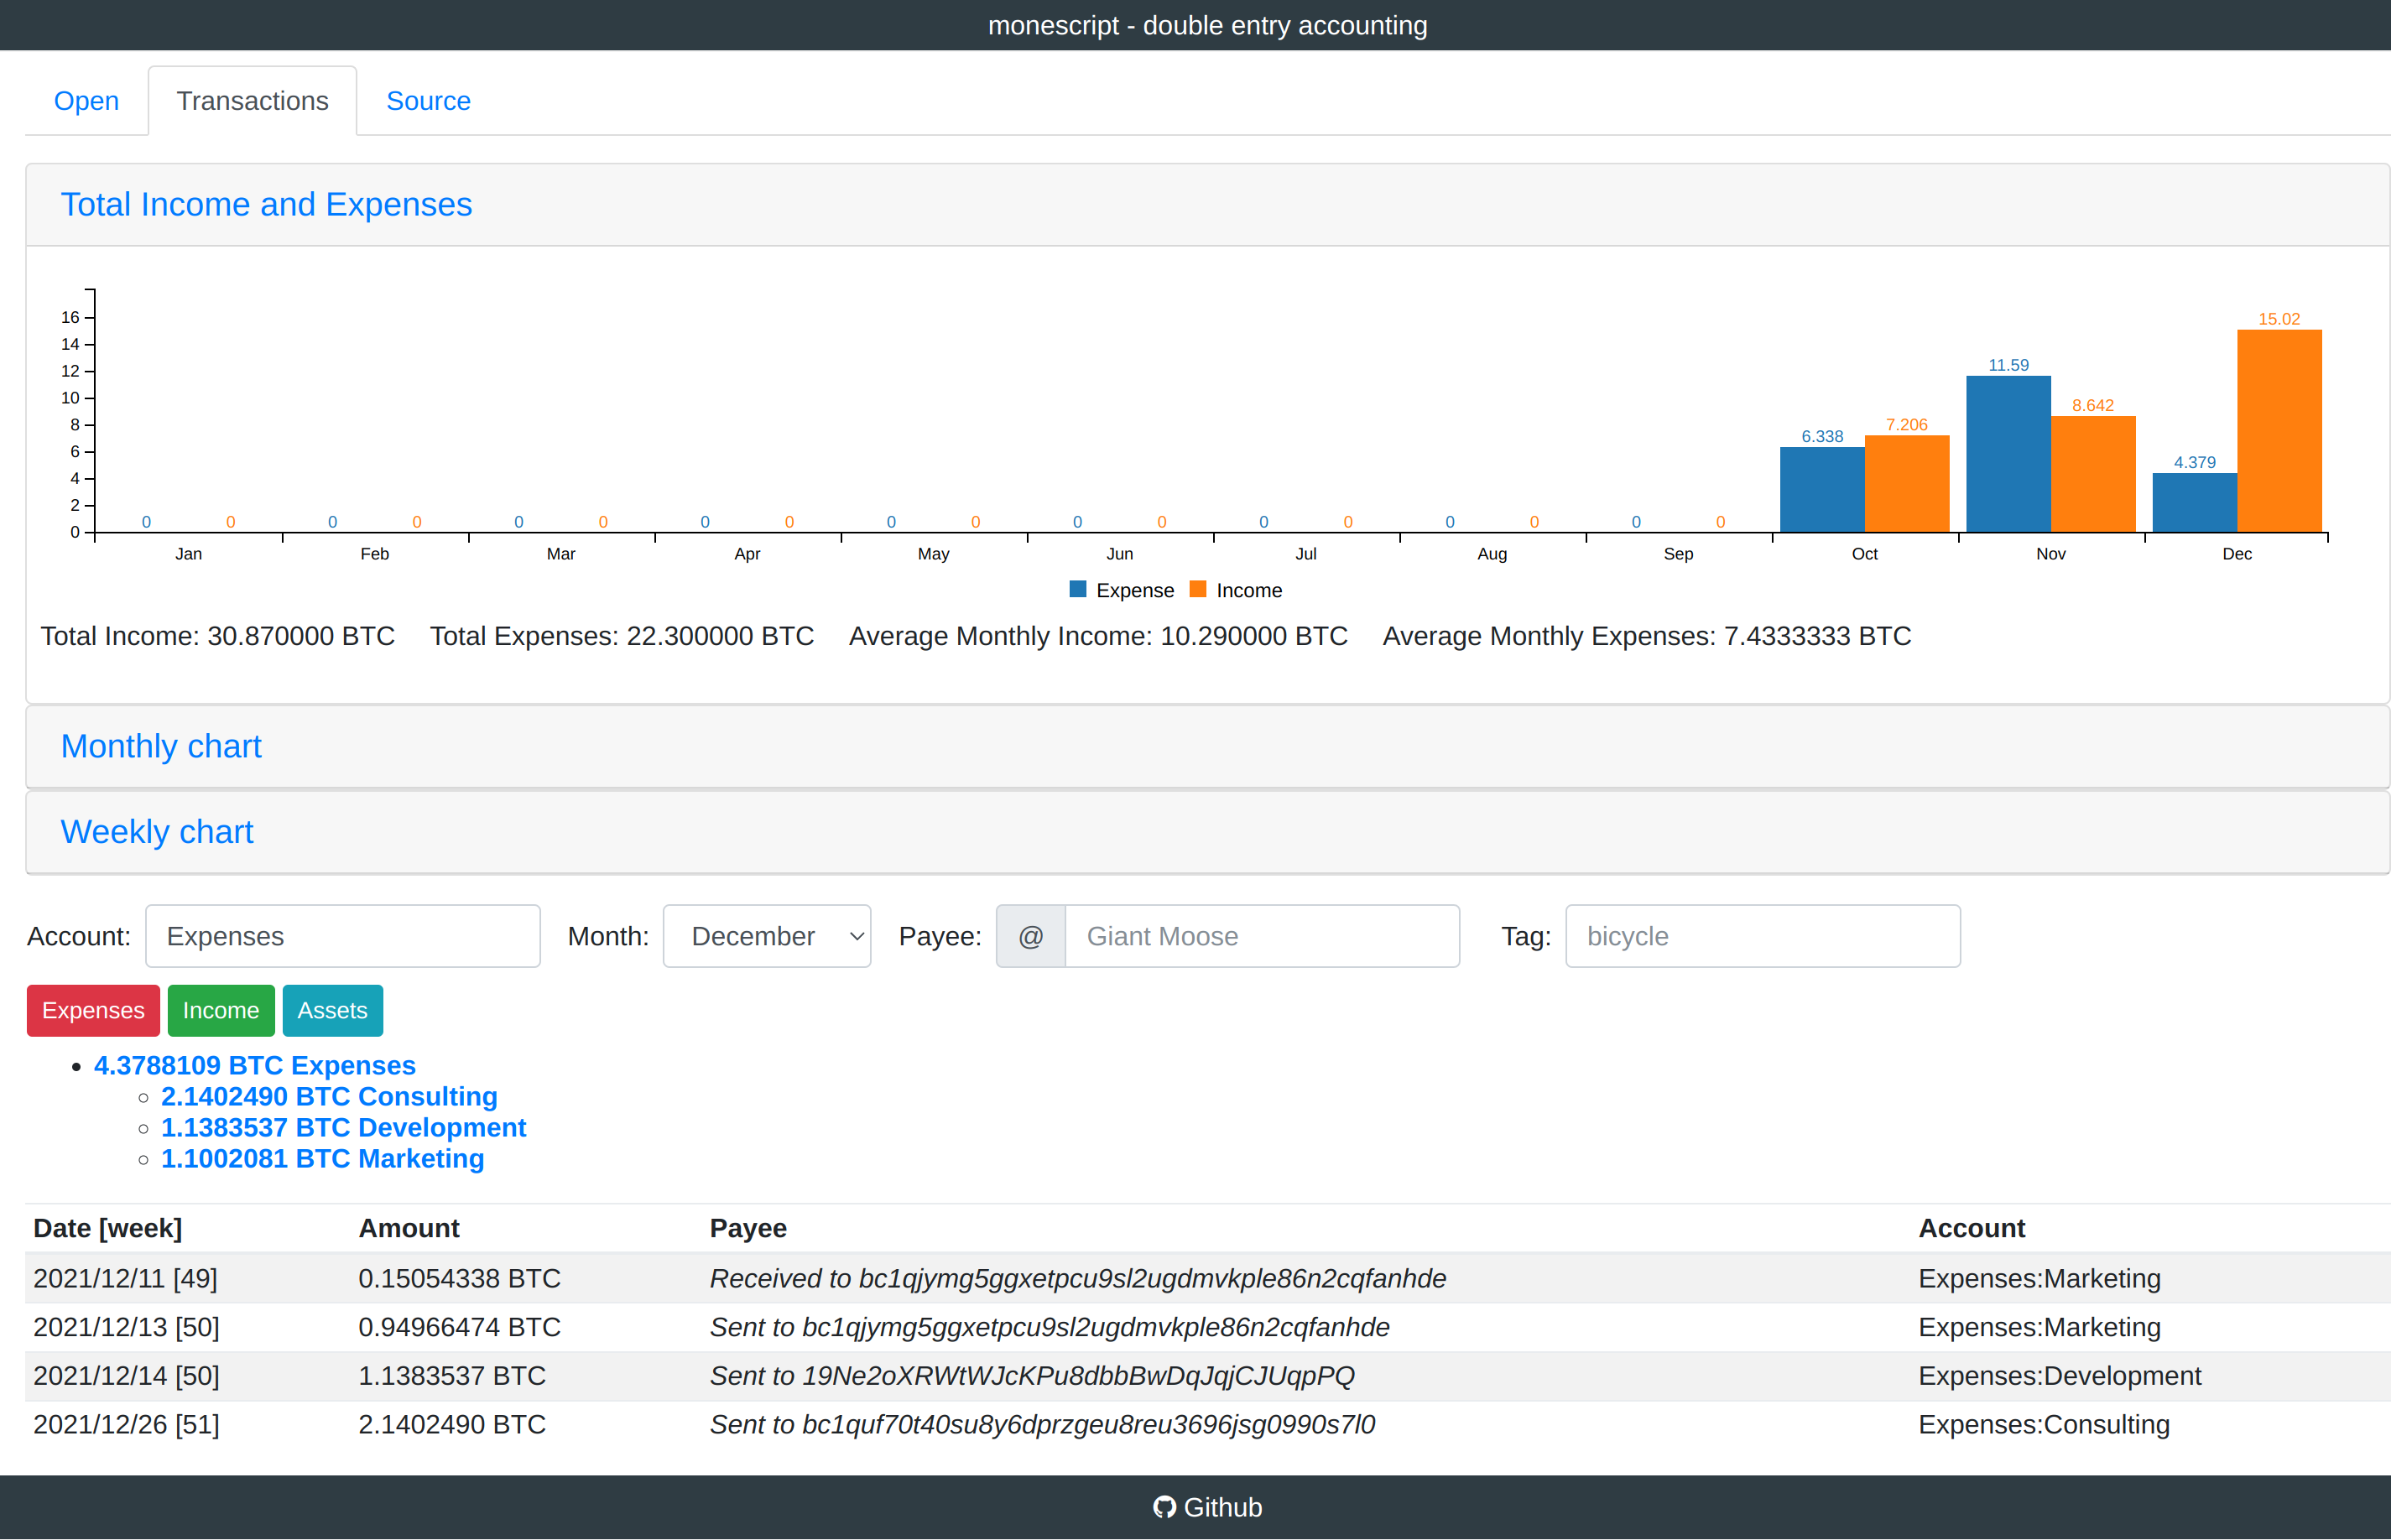 monescript - double entry accounting
Open Transactions Source
Total Income and Expenses
16
14
12
10
8
6
4
2
0
0 0 0 0 0 0 0 0 0 0 0 0 0 0 0 0 0 0 6.338 7.206 11.59 8.642 4.379 15.02
Jan Feb Mar Apr May Jun Jul Aug Sep Oct Nov Dec
Expense Income
Total Income: 30.870000 BTC Total Expenses: 22.300000 BTC Average Monthly Income: 10.290000 BTC Average Monthly Expenses: 7.4333333 BTC
Monthly chart
Weekly chart
Account: Expenses Month: December Payee: @ Giant Moose Tag: bicycle
Expenses Income Assets
4.3788109 BTC Expenses
2.1402490 BTC Consulting
1.1383537 BTC Development
1.1002081 BTC Marketing
Date [week] Amount Payee Account
2021/12/11 [49] 0.15054338 BTC Received to bc1qjymg5ggxetpcu9sl2ugdmvkple86n2cqfanhde Expenses:Marketing
2021/12/13 [50] 0.94966474 BTC Sent to bc1qjymg5ggxetpcu9sl2ugdmvkple86n2cqfanhde Expenses:Marketing
2021/12/14 [50] 1.1383537 BTC Sent to 19Ne2oXRWtWJcKPu8dbbBwDqJqjCJUqpPQ Expenses:Development
2021/12/26 [51] 2.1402490 BTC Sent to bc1quf70t40su8y6dprzgeu8reu3696jsg0990s7l0 Expenses:Consulting
Github